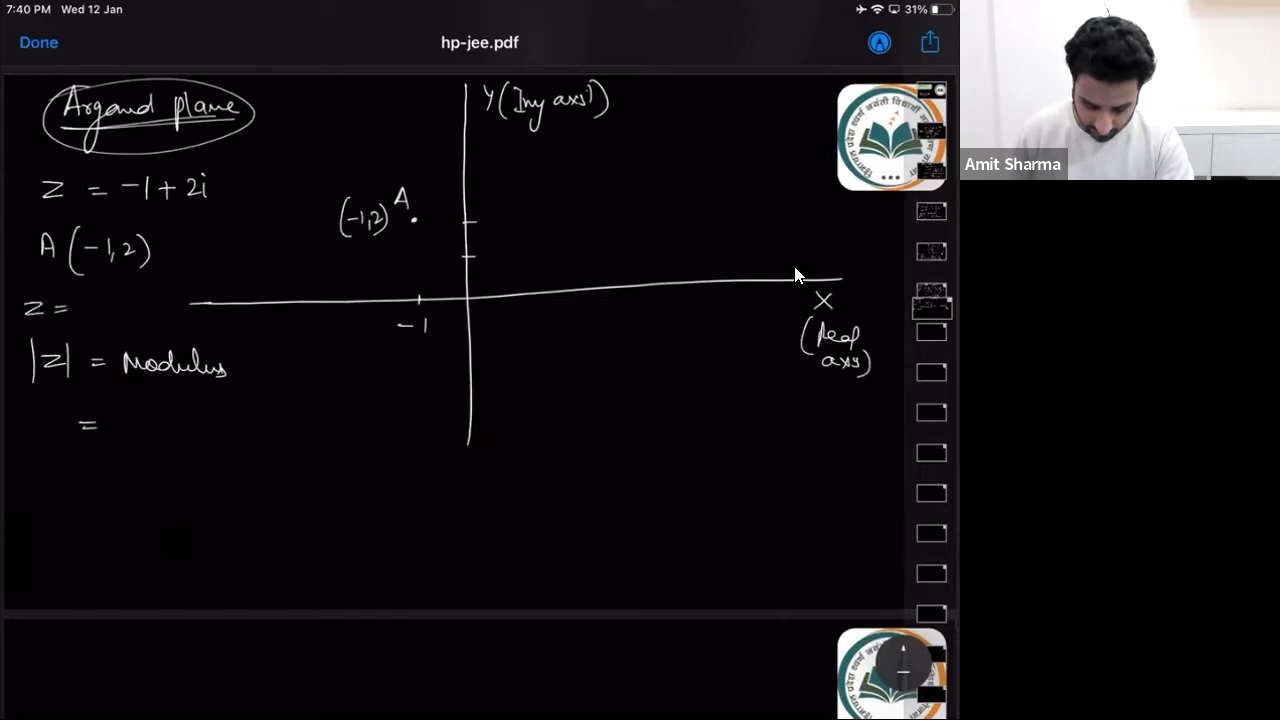 7:40 PM Wed 12 Jan
31%
Done
hp-jee.pdf
Argand plane
Y (Img axis)
Amit Sharma
z = -1 + 2i
(-1,2) A
A (-1,2)
z =
X
-1
(Real
axis)
|z| = Modulus
=